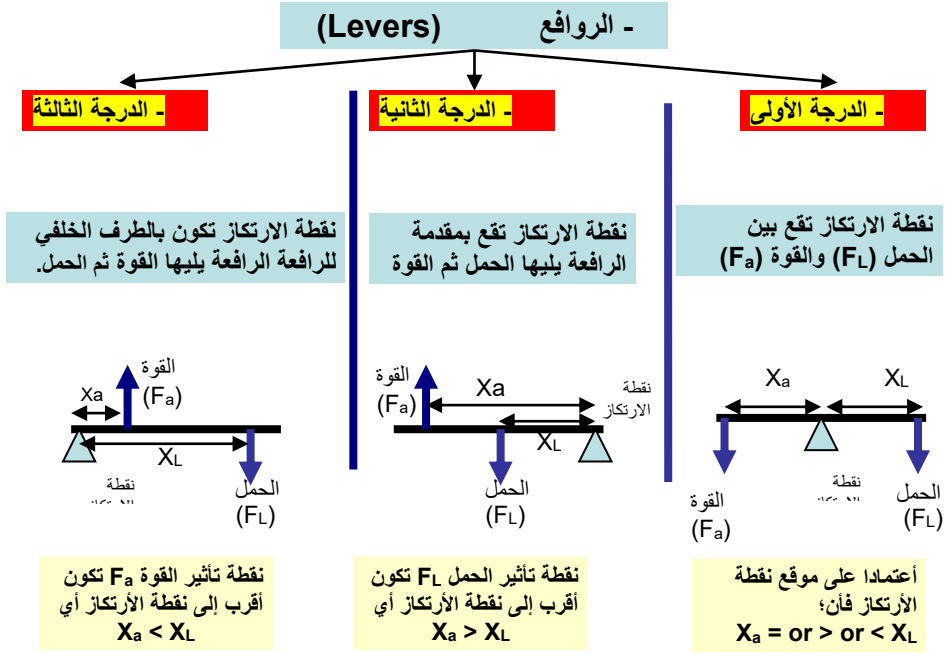 - الروافع (Levers)
- الدرجة الأولى
نقطة الارتكاز تقع بين
الحمل (FL) والقوة (Fa)
Xa
XL
القوة
(Fa)
نقطة
الحمل
(FL)
أعتمادا على موقع نقطة
الأرتكاز فأن؛
Xa = or > or < XL
- الدرجة الثانية
نقطة الارتكاز تقع بمقدمة
الرافعة يليها الحمل ثم القوة
القوة
(Fa)
Xa
نقطة
الارتكاز
XL
الحمل
(FL)
نقطة تأثير الحمل FL تكون
أقرب إلى نقطة الأرتكاز أي
Xa > XL
- الدرجة الثالثة
نقطة الارتكاز تكون بالطرف الخلفي
للرافعة الرافعة يليها القوة ثم الحمل.
القوة
(Fa)
Xa
XL
نقطة
الحمل
(FL)
نقطة تأثير القوة Fa تكون
أقرب إلى نقطة الأرتكاز أي
Xa < XL